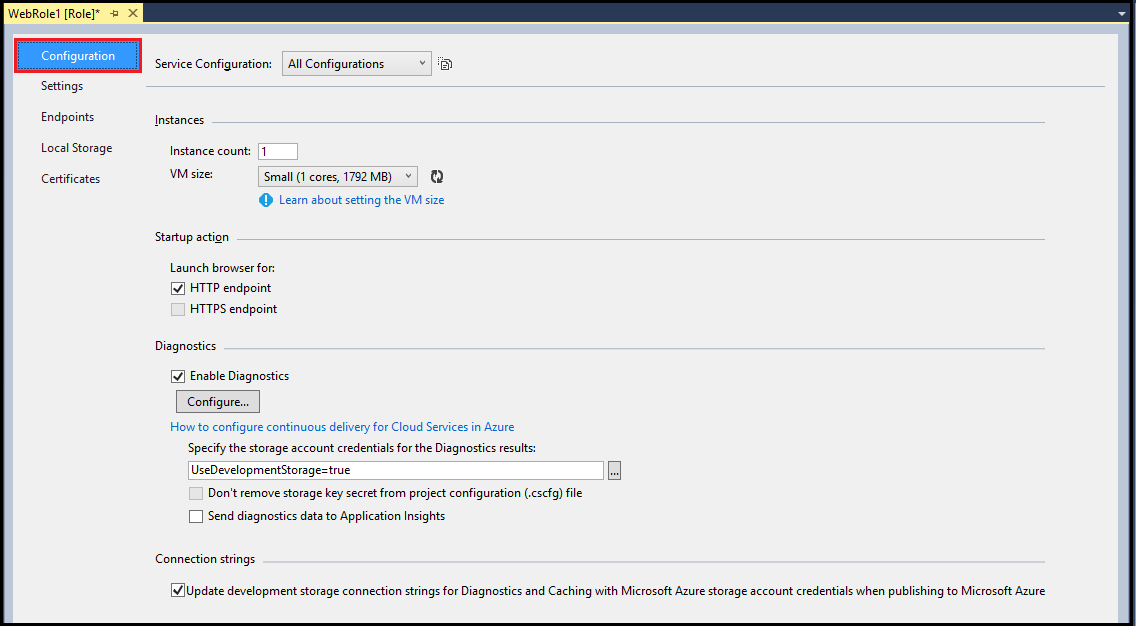 WebRole1 [Role]*
Configuration
Settings
Endpoints
Local Storage
Certificates
Service Configuration: All Configurations
Instances
Instance count: 1
VM size: Small (1 cores, 1792 MB)
Learn about setting the VM size
Startup action
Launch browser for:
HTTP endpoint
HTTPS endpoint
Diagnostics
Enable Diagnostics
Configure...
How to configure continuous delivery for Cloud Services in Azure
Specify the storage account credentials for the Diagnostics results:
UseDevelopmentStorage=true ...
Don't remove storage key secret from project configuration (.cscfg) file
Send diagnostics data to Application Insights
Connection strings
Update development storage connection strings for Diagnostics and Caching with Microsoft Azure storage account credentials when publishing to Microsoft Azure